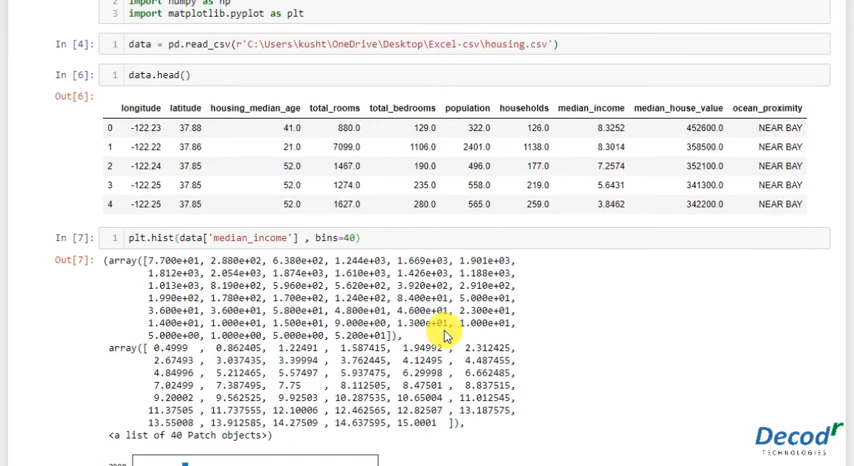 2 import numpy as np
3 import matplotlib.pyplot as plt
In [4]: 1 data = pd.read_csv(r'C:\Users\kusht\OneDrive\Desktop\Excel-csv\housing.csv')
In [6]: 1 data.head()
Out[6]:
longitude latitude housing_median_age total_rooms total_bedrooms population households median_income median_house_value ocean_proximity
0 -122.23 37.88 41.0 880.0 129.0 322.0 126.0 8.3252 452600.0 NEAR BAY
1 -122.22 37.86 21.0 7099.0 1106.0 2401.0 1138.0 8.3014 358500.0 NEAR BAY
2 -122.24 37.85 52.0 1467.0 190.0 496.0 177.0 7.2574 352100.0 NEAR BAY
3 -122.25 37.85 52.0 1274.0 235.0 558.0 219.0 5.6431 341300.0 NEAR BAY
4 -122.25 37.85 52.0 1627.0 280.0 565.0 259.0 3.8462 342200.0 NEAR BAY
In [7]: 1 plt.hist(data['median_income'] , bins=40)
Out[7]: (array([7.700e+01, 2.880e+02, 6.380e+02, 1.244e+03, 1.669e+03, 1.901e+03,
1.812e+03, 2.054e+03, 1.874e+03, 1.610e+03, 1.426e+03, 1.188e+03,
1.013e+03, 8.190e+02, 5.960e+02, 5.620e+02, 3.920e+02, 2.910e+02,
1.990e+02, 1.780e+02, 1.700e+02, 1.240e+02, 8.400e+01, 5.000e+01,
3.600e+01, 3.600e+01, 5.800e+01, 4.800e+01, 4.600e+01, 2.300e+01,
1.400e+01, 1.000e+01, 1.500e+01, 9.000e+00, 1.300e+01, 1.000e+01,
5.000e+00, 1.000e+00, 5.000e+00, 5.200e+01]),
array([ 0.4999 , 0.862405, 1.22491 , 1.587415, 1.94992 , 2.312425,
2.67493 , 3.037435, 3.39994 , 3.762445, 4.12495 , 4.487455,
4.84996 , 5.212465, 5.57497 , 5.937475, 6.29998 , 6.662485,
7.02499 , 7.387495, 7.75 , 8.112505, 8.47501 , 8.837515,
9.20002 , 9.562525, 9.92503 , 10.287535, 10.65004 , 11.012545,
11.37505 , 11.737555, 12.10006 , 12.462565, 12.82507 , 13.187575,
13.55008 , 13.912585, 14.27509 , 14.637595, 15.0001 ]),
<a list of 40 Patch objects>)
Decodr
TECHNOLOGIES